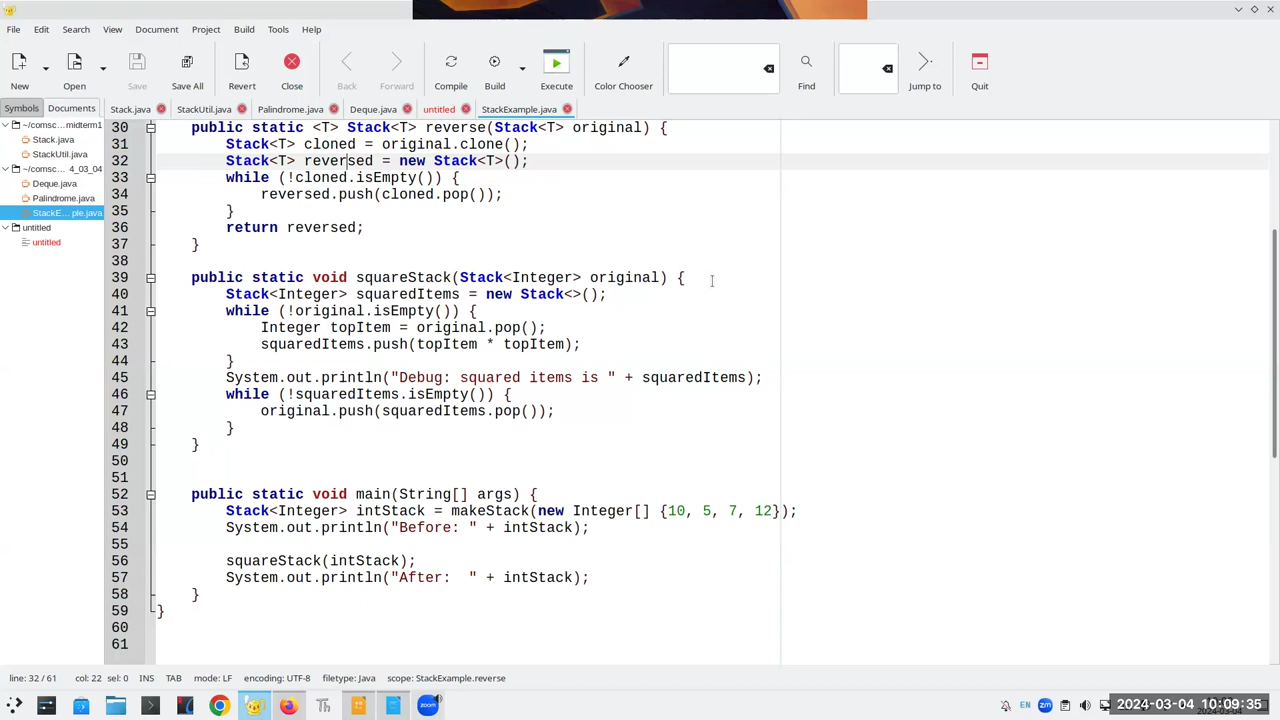 File Edit Search View Document Project Build Tools Help
New Open Save Save All Revert Close Back Forward Compile Build Execute Color Chooser Find Jump to Quit
Symbols Documents Stack.java StackUtil.java Palindrome.java Deque.java untitled StackExample.java
~/comsc... midterm1
Stack.java
StackUtil.java
~/comsc... 4_03_04
Deque.java
Palindrome.java
StackE...ple.java
untitled
untitled
30 public static <T> Stack<T> reverse(Stack<T> original) {
31 Stack<T> cloned = original.clone();
32 Stack<T> reversed = new Stack<T>();
33 while (!cloned.isEmpty()) {
34 reversed.push(cloned.pop());
35 }
36 return reversed;
37 }
38
39 public static void squareStack(Stack<Integer> original) {
40 Stack<Integer> squaredItems = new Stack<>();
41 while (!original.isEmpty()) {
42 Integer topItem = original.pop();
43 squaredItems.push(topItem * topItem);
44 }
45 System.out.println("Debug: squared items is " + squaredItems);
46 while (!squaredItems.isEmpty()) {
47 original.push(squaredItems.pop());
48 }
49 }
50
51
52 public static void main(String[] args) {
53 Stack<Integer> intStack = makeStack(new Integer[] {10, 5, 7, 12});
54 System.out.println("Before: " + intStack);
55
56 squareStack(intStack);
57 System.out.println("After:  " + intStack);
58 }
59 }
60
61
line: 32 / 61 col: 22 sel: 0 INS TAB mode: LF encoding: UTF-8 filetype: Java scope: StackExample.reverse
Th zoom EN zm 2024-03-04 10:09:35